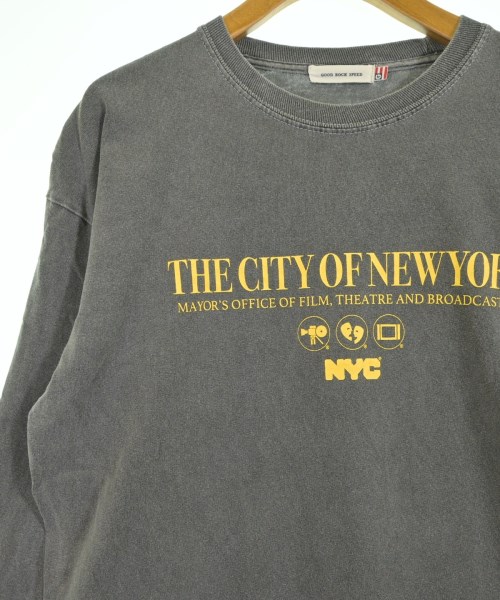 GOOD ROCK SPEED
THE CITY OF NEW YOR
MAYOR'S OFFICE OF FILM, THEATRE AND BROADCAST
NYC